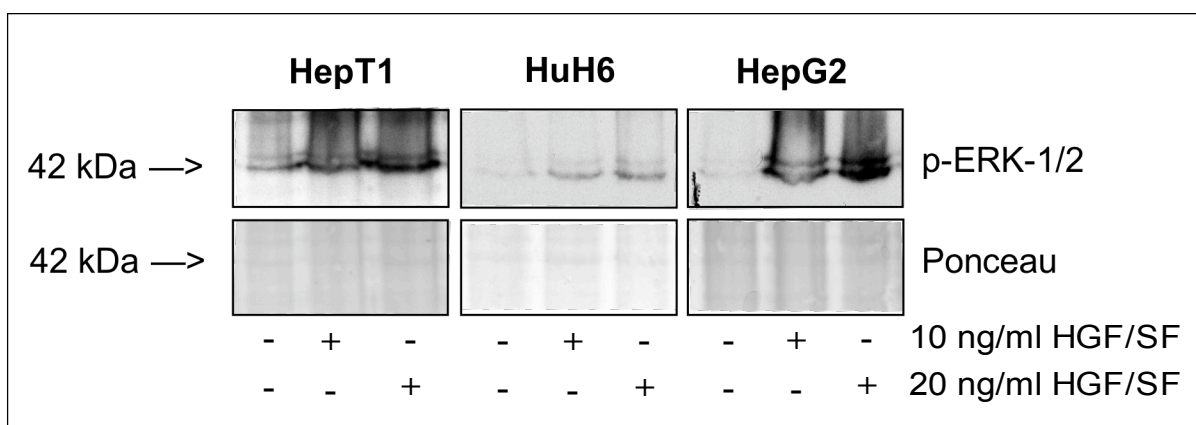 HepT1 HuH6 HepG2
42 kDa —> p-ERK-1/2
42 kDa —> Ponceau
- + - - + - - + - 10 ng/ml HGF/SF
- - + - - + - - + 20 ng/ml HGF/SF